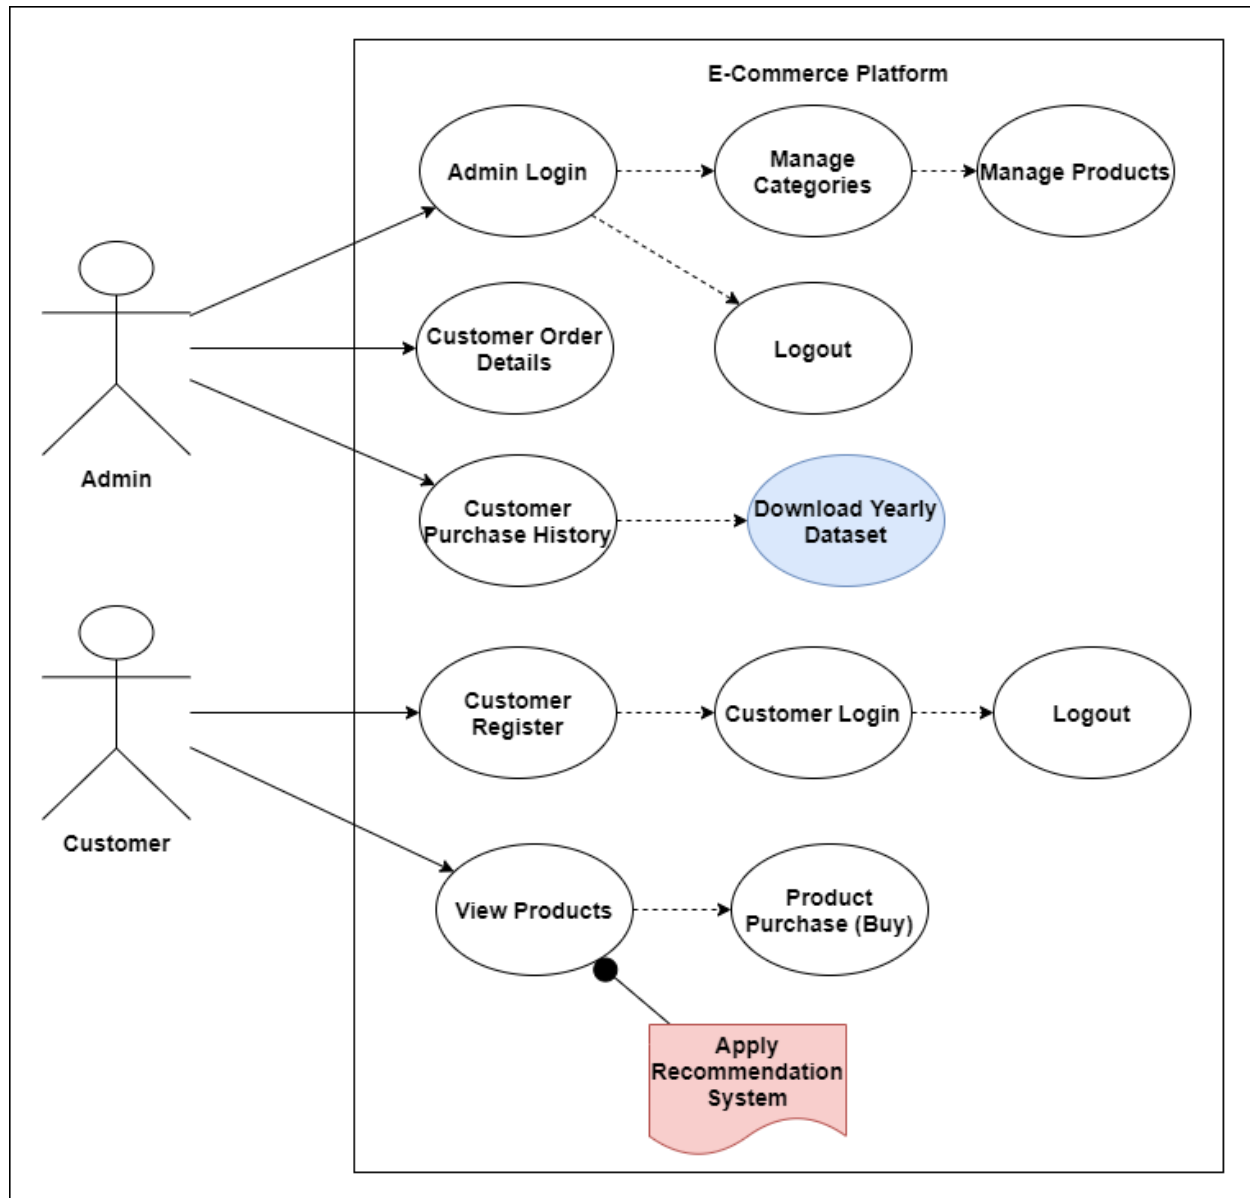 E-Commerce Platform
Admin Login
Manage
Categories
Manage Products
Customer Order
Details
Logout
Admin
Customer
Purchase History
Download Yearly
Dataset
Customer
Register
Customer Login
Logout
Customer
View Products
Product
Purchase (Buy)
Apply
Recommendation
System